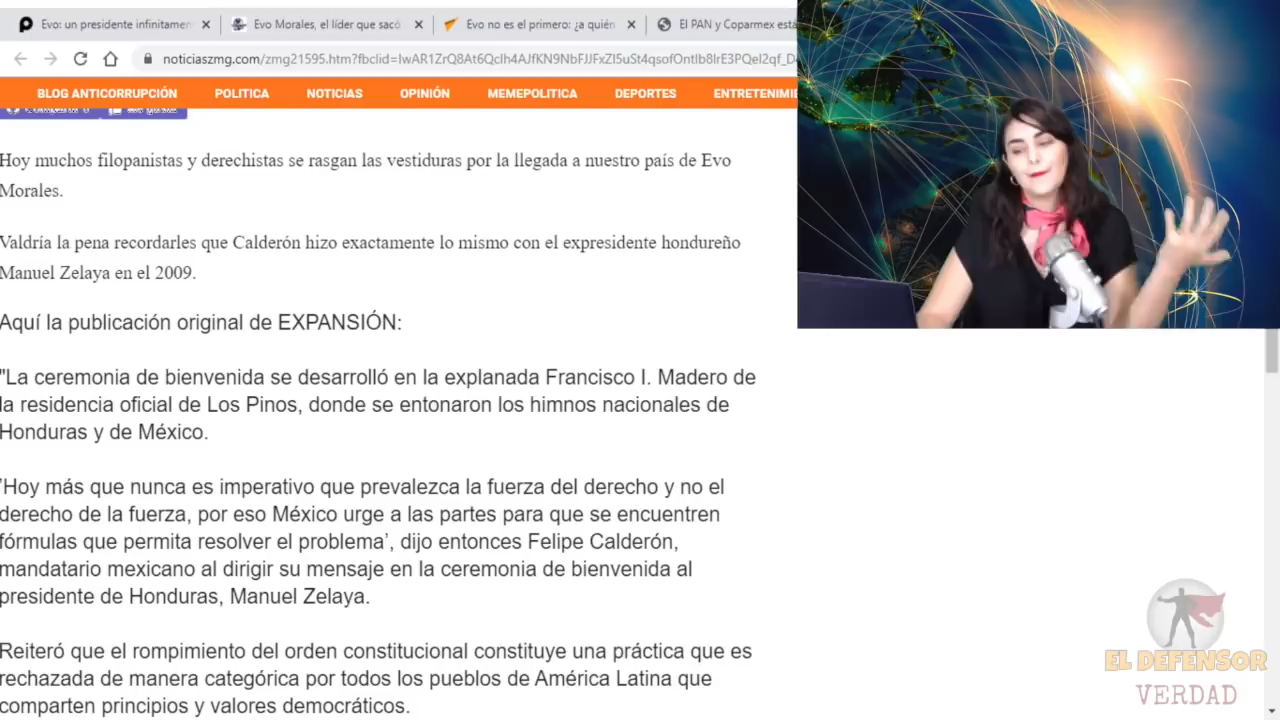 Evo: un presidente infinitamen
Evo Morales, el líder que sacó
Evo no es el primero: ¿a quién
El PAN y Coparmex está
noticiaszmg.com/zmg21595.htm?fbclid=IwAR1ZrQ8At6QcIh4AJfKN9NbFJJFxZl5uSt4qsofOntIb8IrE3PQeI2qf_D
BLOG ANTICORRUPCIÓN POLITICA NOTICIAS OPINIÓN MEMEPOLITICA DEPORTES ENTRETENIMIE
Hoy muchos filopanistas y derechistas se rasgan las vestiduras por la llegada a nuestro país de Evo
Morales.
Valdría la pena recordarles que Calderón hizo exactamente lo mismo con el expresidente hondureño
Manuel Zelaya en el 2009.
Aquí la publicación original de EXPANSIÓN:
"La ceremonia de bienvenida se desarrolló en la explanada Francisco I. Madero de
la residencia oficial de Los Pinos, donde se entonaron los himnos nacionales de
Honduras y de México.
'Hoy más que nunca es imperativo que prevalezca la fuerza del derecho y no el
derecho de la fuerza, por eso México urge a las partes para que se encuentren
fórmulas que permita resolver el problema’, dijo entonces Felipe Calderón,
mandatario mexicano al dirigir su mensaje en la ceremonia de bienvenida al
presidente de Honduras, Manuel Zelaya.
Reiteró que el rompimiento del orden constitucional constituye una práctica que es
rechazada de manera categórica por todos los pueblos de América Latina que
comparten principios y valores democráticos.
EL DEFENSOR
VERDAD